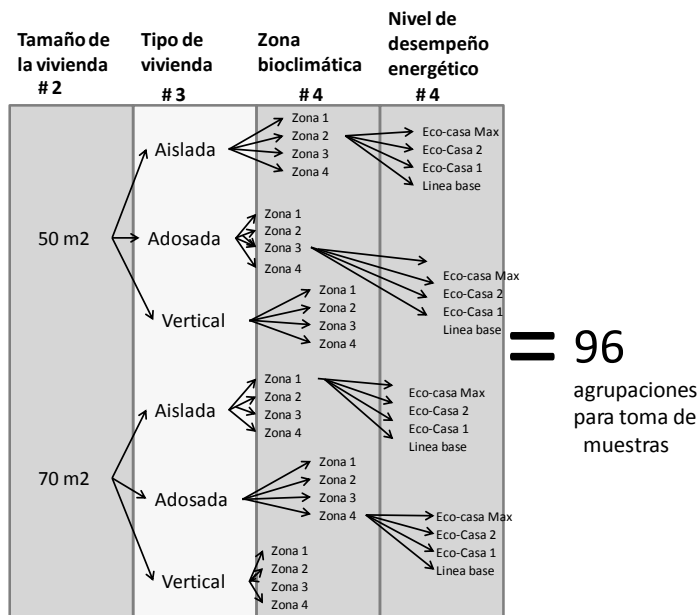 Tamaño de
la vivienda
# 2
Tipo de
vivienda
# 3
Zona
bioclimática
# 4
Nivel de
desempeño
energético
# 4
50 m2
Aislada
Zona 1
Zona 2
Zona 3
Zona 4
Eco-casa Max
Eco-Casa 2
Eco-Casa 1
Linea base
Adosada
Zona 1
Zona 2
Zona 3
Zona 4
Eco-casa Max
Eco-Casa 2
Eco-Casa 1
Linea base
Vertical
Zona 1
Zona 2
Zona 3
Zona 4
70 m2
Aislada
Zona 1
Zona 2
Zona 3
Zona 4
Eco-casa Max
Eco-Casa 2
Eco-Casa 1
Linea base
Adosada
Zona 1
Zona 2
Zona 3
Zona 4
Eco-casa Max
Eco-Casa 2
Eco-Casa 1
Linea base
Vertical
Zona 1
Zona 2
Zona 3
Zona 4
= 96
agrupaciones
para toma de
muestras